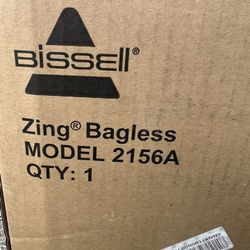 BISSELL®
Zing® Bagless
MODEL 2156A
QTY: 1